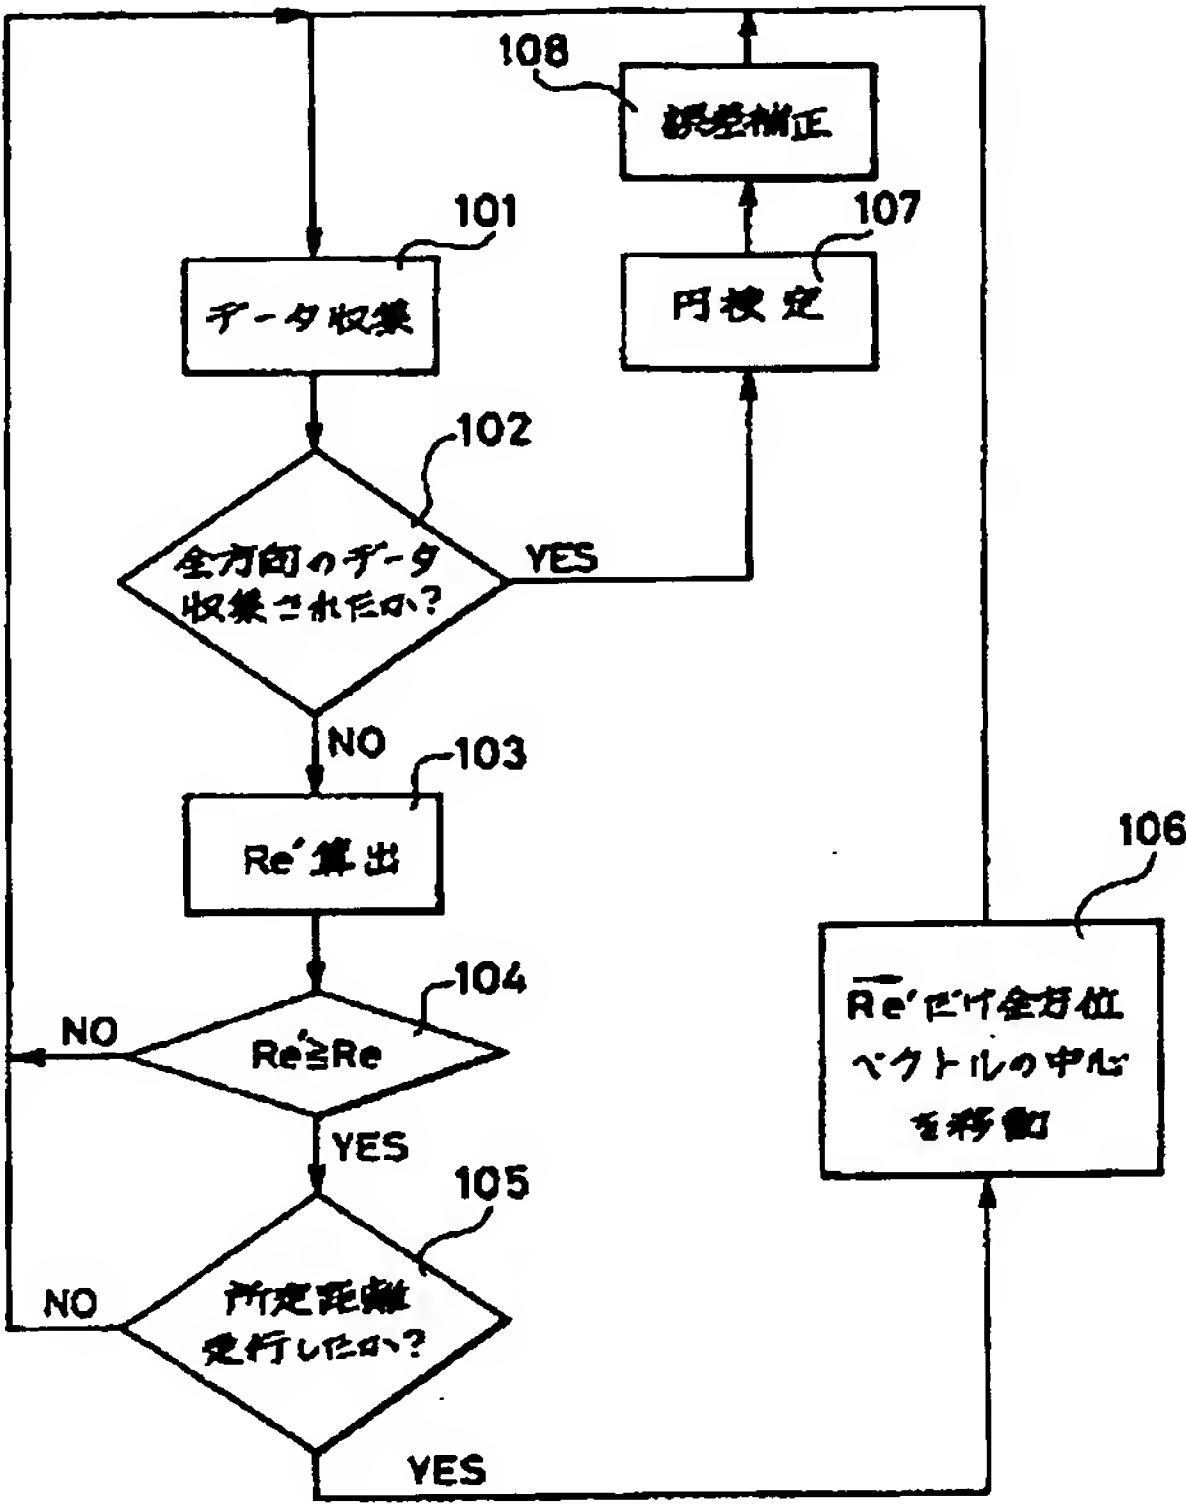 108
誤差補正
107
円検定
101
データ収集
102
全方向のデータ
収集されたか?
YES
NO
103
Re′算出
104
Re′≧Re
NO
YES
105
所定距離
走行したか?
NO
YES
106
Re′だけ全方位
ベクトルの中心
を移動